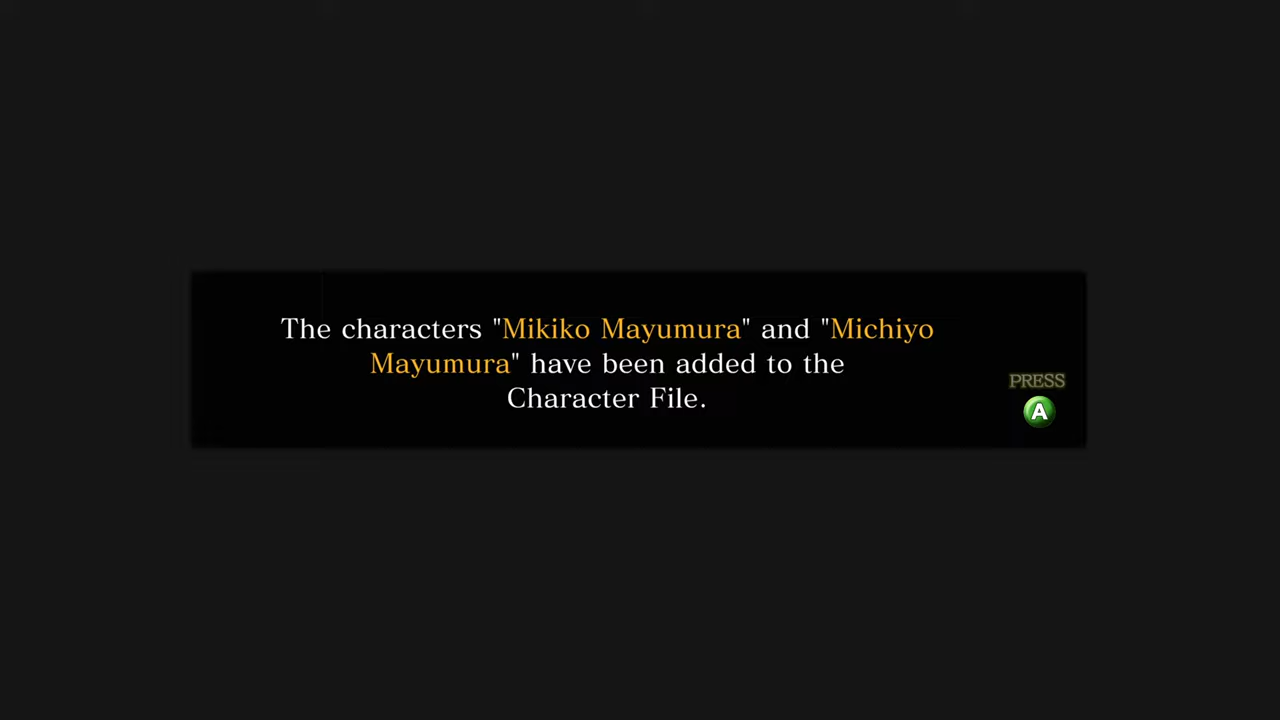 The characters "Mikiko Mayumura" and "Michiyo
Mayumura" have been added to the
Character File.
PRESS
A